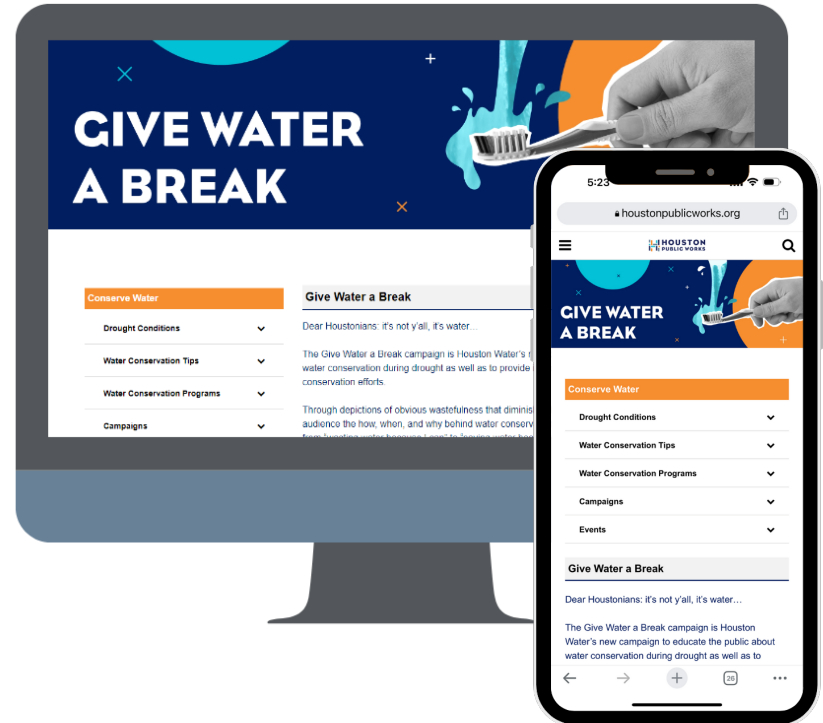 GIVE WATER
A BREAK
Conserve Water
Drought Conditions
Water Conservation Tips
Water Conservation Programs
Campaigns
Give Water a Break
Dear Houstonians: it's not y'all, it's water…
The Give Water a Break campaign is Houston Water's
water conservation during drought as well as to provide
conservation efforts.
Through depictions of obvious wastefulness that diminis
audience the how, when, and why behind water conserv
5:23
houstonpublicworks.org
HOUSTON
PUBLIC WORKS
GIVE WATER
A BREAK
Conserve Water
Drought Conditions
Water Conservation Tips
Water Conservation Programs
Campaigns
Events
Give Water a Break
Dear Houstonians: it's not y'all, it's water…
The Give Water a Break campaign is Houston
Water's new campaign to educate the public about
water conservation during drought as well as to
26